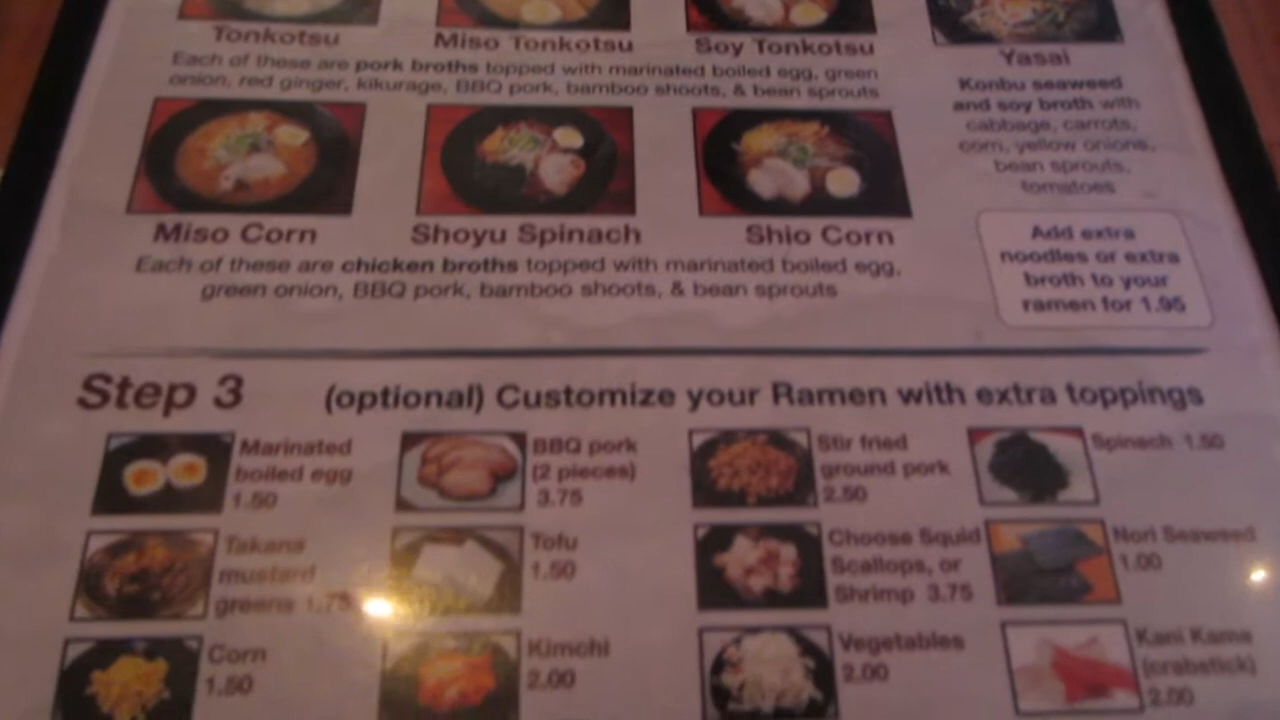 Tonkotsu
Miso Tonkotsu
Soy Tonkotsu
Each of these are pork broths topped with marinated boiled egg, green
onion, red ginger, kikurage, BBQ pork, bamboo shoots, & bean sprouts
Yasai
Konbu seaweed
and soy broth with
cabbage, carrots,
corn, yellow onions,
bean sprouts,
tomatoes
Miso Corn
Shoyu Spinach
Shio Corn
Each of these are chicken broths topped with marinated boiled egg,
green onion, BBQ pork, bamboo shoots, & bean sprouts
Add extra
noodles or extra
broth to your
ramen for 1.95
Step 3
(optional) Customize your Ramen with extra toppings
Marinated
boiled egg
1.50
BBQ pork
(2 pieces)
3.75
Stir fried
ground pork
2.50
Spinach 1.50
Takana
mustard
greens 1.75
Tofu
1.50
Choose Squid
Scallops, or
Shrimp 3.75
Nori Seaweed
1.00
Corn
1.50
Kimchi
2.00
Vegetables
2.00
Kani Kama
(crabstick)
2.00